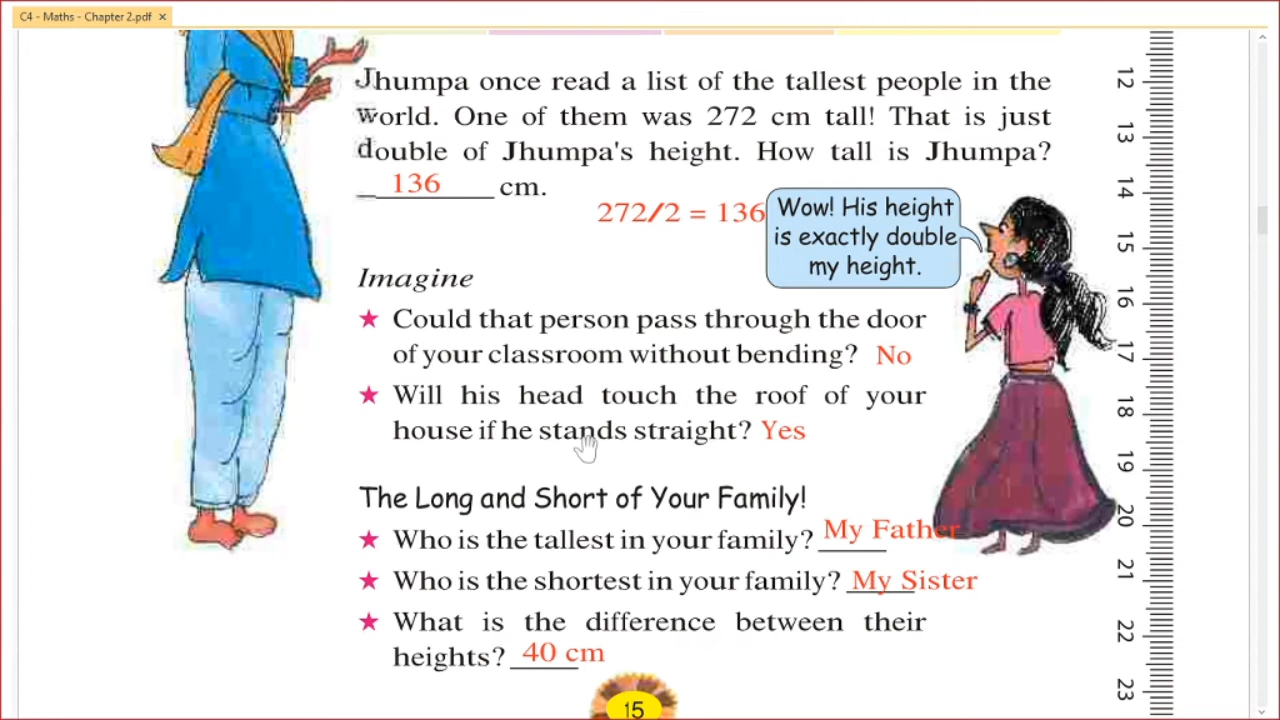 C4 - Maths - Chapter 2.pdf ×
Jhumpa once read a list of the tallest people in the
world. One of them was 272 cm tall! That is just
double of Jhumpa's height. How tall is Jhumpa?
136 cm.
272/2 = 136
Wow! His height
is exactly double
my height.
Imagine
★ Could that person pass through the door
of your classroom without bending? No
★ Will his head touch the roof of your
house if he stands straight? Yes
The Long and Short of Your Family!
★ Who is the tallest in your family? My Father
★ Who is the shortest in your family? My Sister
★ What is the difference between their
heights? 40 cm
15
12
13
14
15
16
17
18
19
20
21
22
23